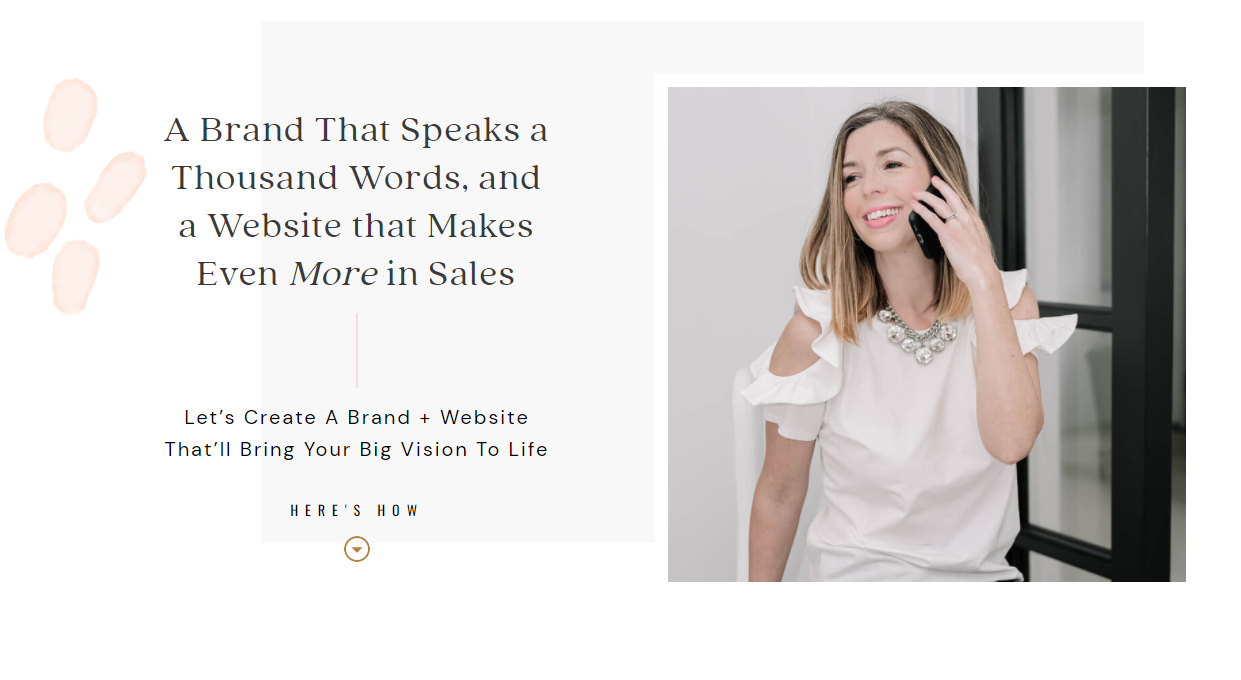 A Brand That Speaks a
Thousand Words, and
a Website that Makes
Even More in Sales
Let’s Create A Brand + Website
That’ll Bring Your Big Vision To Life
HERE'S HOW